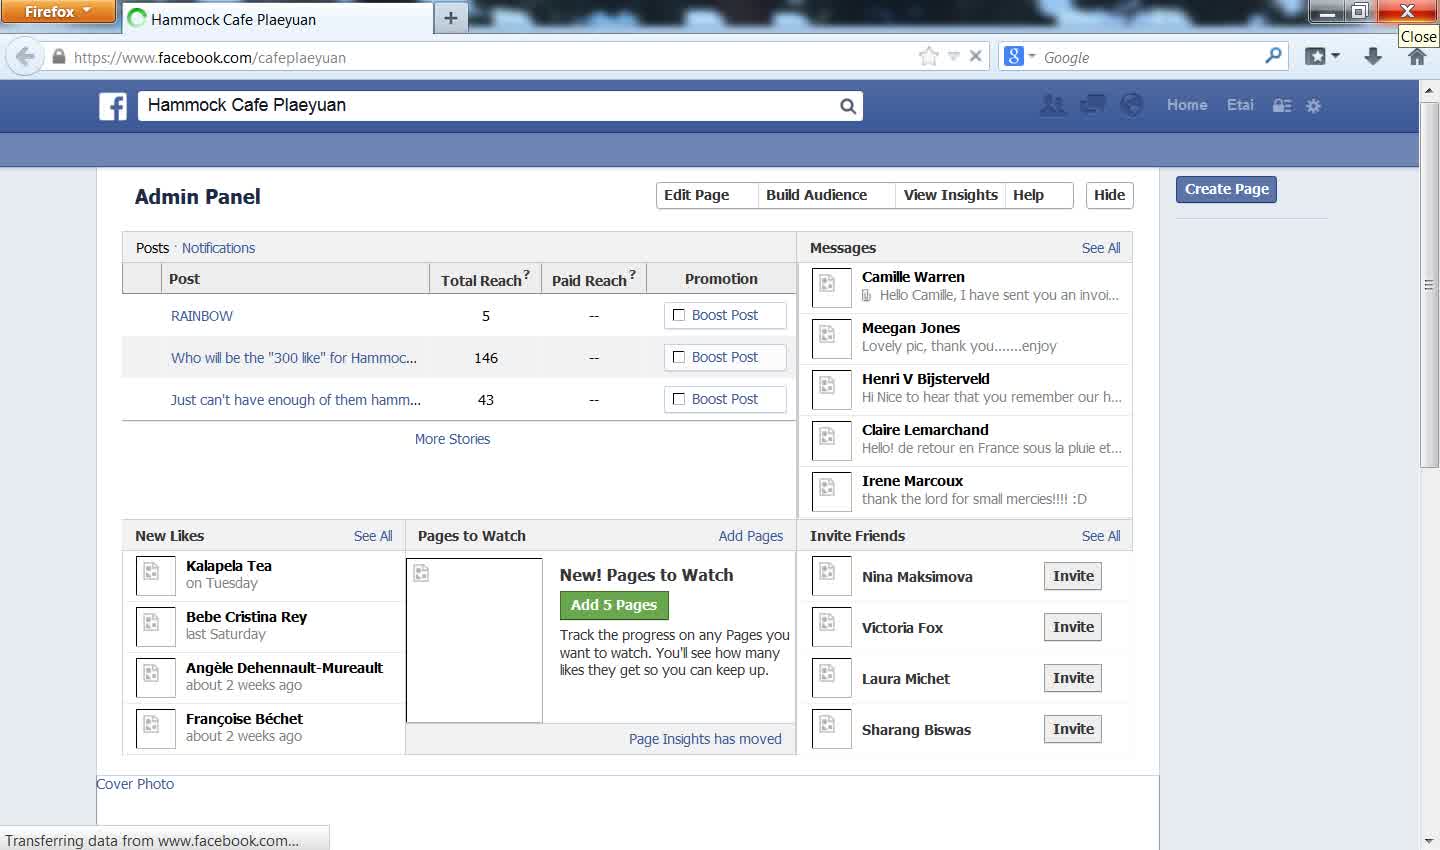 Firefox
Hammock Cafe Plaeyuan
Close
https://www.facebook.com/cafeplaeyuan
Google
Hammock Cafe Plaeyuan
Home Etai
Admin Panel
Edit Page Build Audience View Insights Help Hide
Create Page
Posts · Notifications
Post Total Reach? Paid Reach? Promotion
RAINBOW 5 -- Boost Post
Who will be the "300 like" for Hammoc... 146 -- Boost Post
Just can't have enough of them hamm... 43 -- Boost Post
More Stories
Messages See All
Camille Warren
Hello Camille, I have sent you an invoi...
Meegan Jones
Lovely pic, thank you.......enjoy
Henri V Bijsterveld
Hi Nice to hear that you remember our h...
Claire Lemarchand
Hello! de retour en France sous la pluie et...
Irene Marcoux
thank the lord for small mercies!!!! :D
New Likes See All
Kalapela Tea
on Tuesday
Bebe Cristina Rey
last Saturday
Angèle Dehennault-Mureault
about 2 weeks ago
Françoise Béchet
about 2 weeks ago
Pages to Watch Add Pages
New! Pages to Watch
Add 5 Pages
Track the progress on any Pages you
want to watch. You'll see how many
likes they get so you can keep up.
Page Insights has moved
Invite Friends See All
Nina Maksimova Invite
Victoria Fox Invite
Laura Michet Invite
Sharang Biswas Invite
Cover Photo
Transferring data from www.facebook.com...